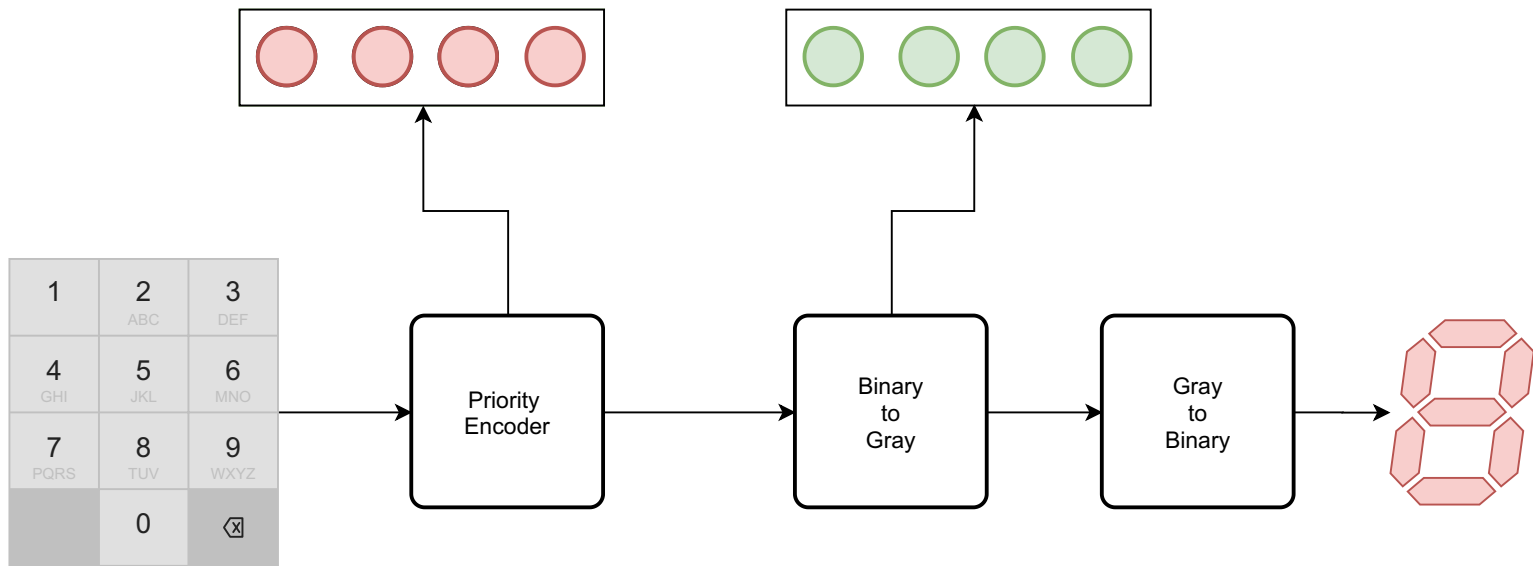 1
2
ABC
3
DEF
4
GHI
5
JKL
6
MNO
7
PQRS
8
TUV
9
WXYZ
0
Priority
Encoder
Binary
to
Gray
Gray
to
Binary